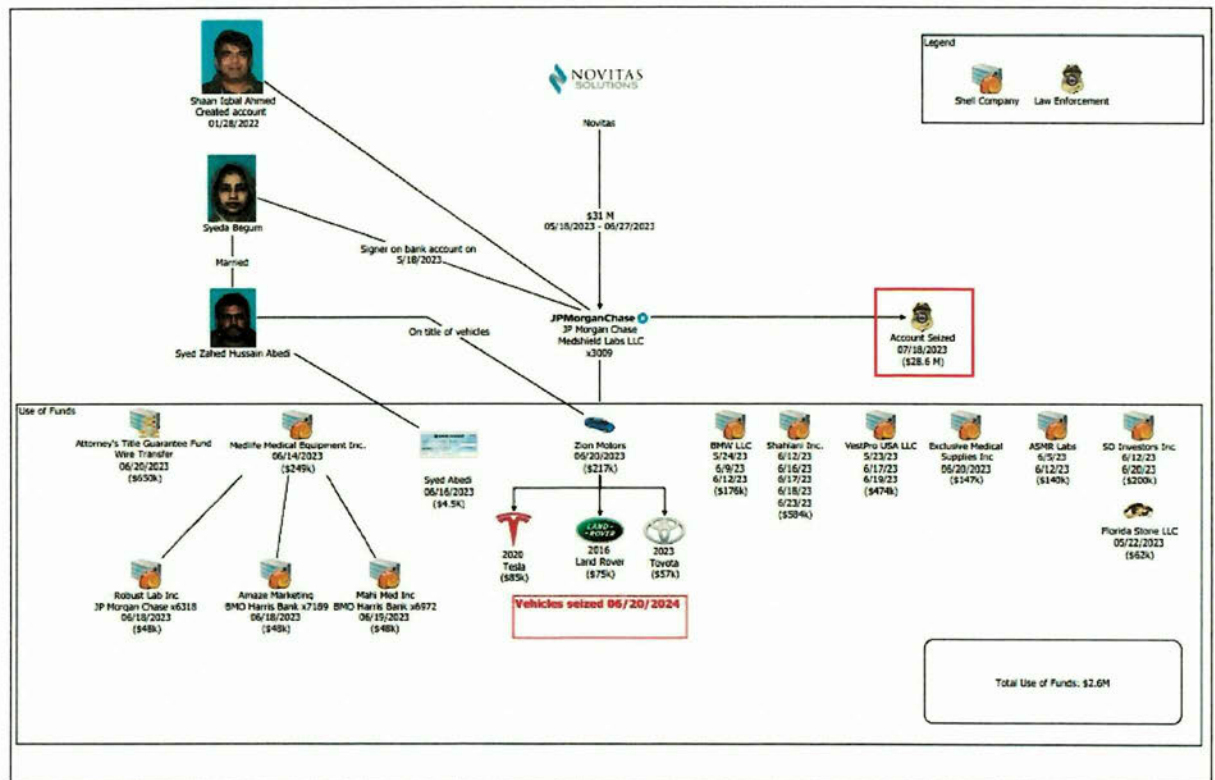 Legend
Shell Company
Law Enforcement
NOVITAS
SOLUTIONS
Novitas
Shaan Iqbal Ahmed
Created account
01/28/2022
Syeda Begum
Married
Syed Zahed Hussain Abedi
Signer on bank account on
5/18/2023
$31 M
05/18/2023 - 06/27/2023
On title of vehicles
JPMorganChase
JP Morgan Chase
Medshield Labs LLC
x3009
Account Seized
07/18/2023
($28.6 M)
Use of Funds
Attorney's Title Guarantee Fund
Wire Transfer
06/20/2023
($650k)
Medlife Medical Equipment Inc.
06/14/2023
($249k)
Syed Abedi
06/16/2023
($4.5K)
Zion Motors
06/20/2023
($217k)
BMW LLC
5/24/23
6/9/23
6/12/23
($176k)
Shahlani Inc.
6/12/23
6/16/23
6/17/23
6/18/23
6/23/23
($584k)
VestPro USA LLC
5/23/23
6/17/23
6/19/23
($474k)
Exclusive Medical
Supplies Inc
06/20/2023
($147k)
ASMR Labs
6/5/23
6/12/23
($140k)
SD Investors Inc
6/12/23
6/20/23
($200k)
Florida Stone LLC
05/22/2023
($62k)
2020
Tesla
($85k)
LAND-
ROVER
2016
Land Rover
($75k)
2023
Toyota
($57k)
Vehicles seized 06/20/2024
Robust Lab Inc
JP Morgan Chase x6318
06/18/2023
($48k)
Amaze Marketing
BMO Harris Bank x7189
06/18/2023
($48k)
Mahi Med Inc
BMO Harris Bank x6972
06/19/2023
($48k)
Total Use of Funds: $2.6M